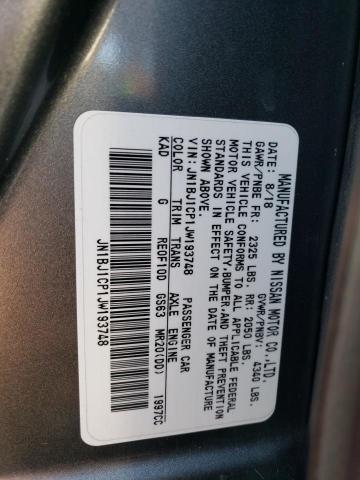 MANUFACTURED BY NISSAN MOTOR CO.,LTD.
DATE: 8/18 GVWR/PNBV: 4340 LBS.
GAWR/PNBE FR: 2325 LBS. RR: 2050 LBS.
THIS VEHICLE CONFORMS TO ALL APPLICABLE FEDERAL
MOTOR VEHICLE SAFETY,BUMPER,AND THEFT PREVENTION
STANDARDS IN EFFECT ON THE DATE OF MANUFACTURE
SHOWN ABOVE.
VIN:JN1BJ1CP1JW193748 PASSENGER CAR
COLOR TRIM TRANS AXLE ENGINE
KAD G RE0F10D GS63 MR20(DD) 1997CC
JN1BJ1CP1JW193748